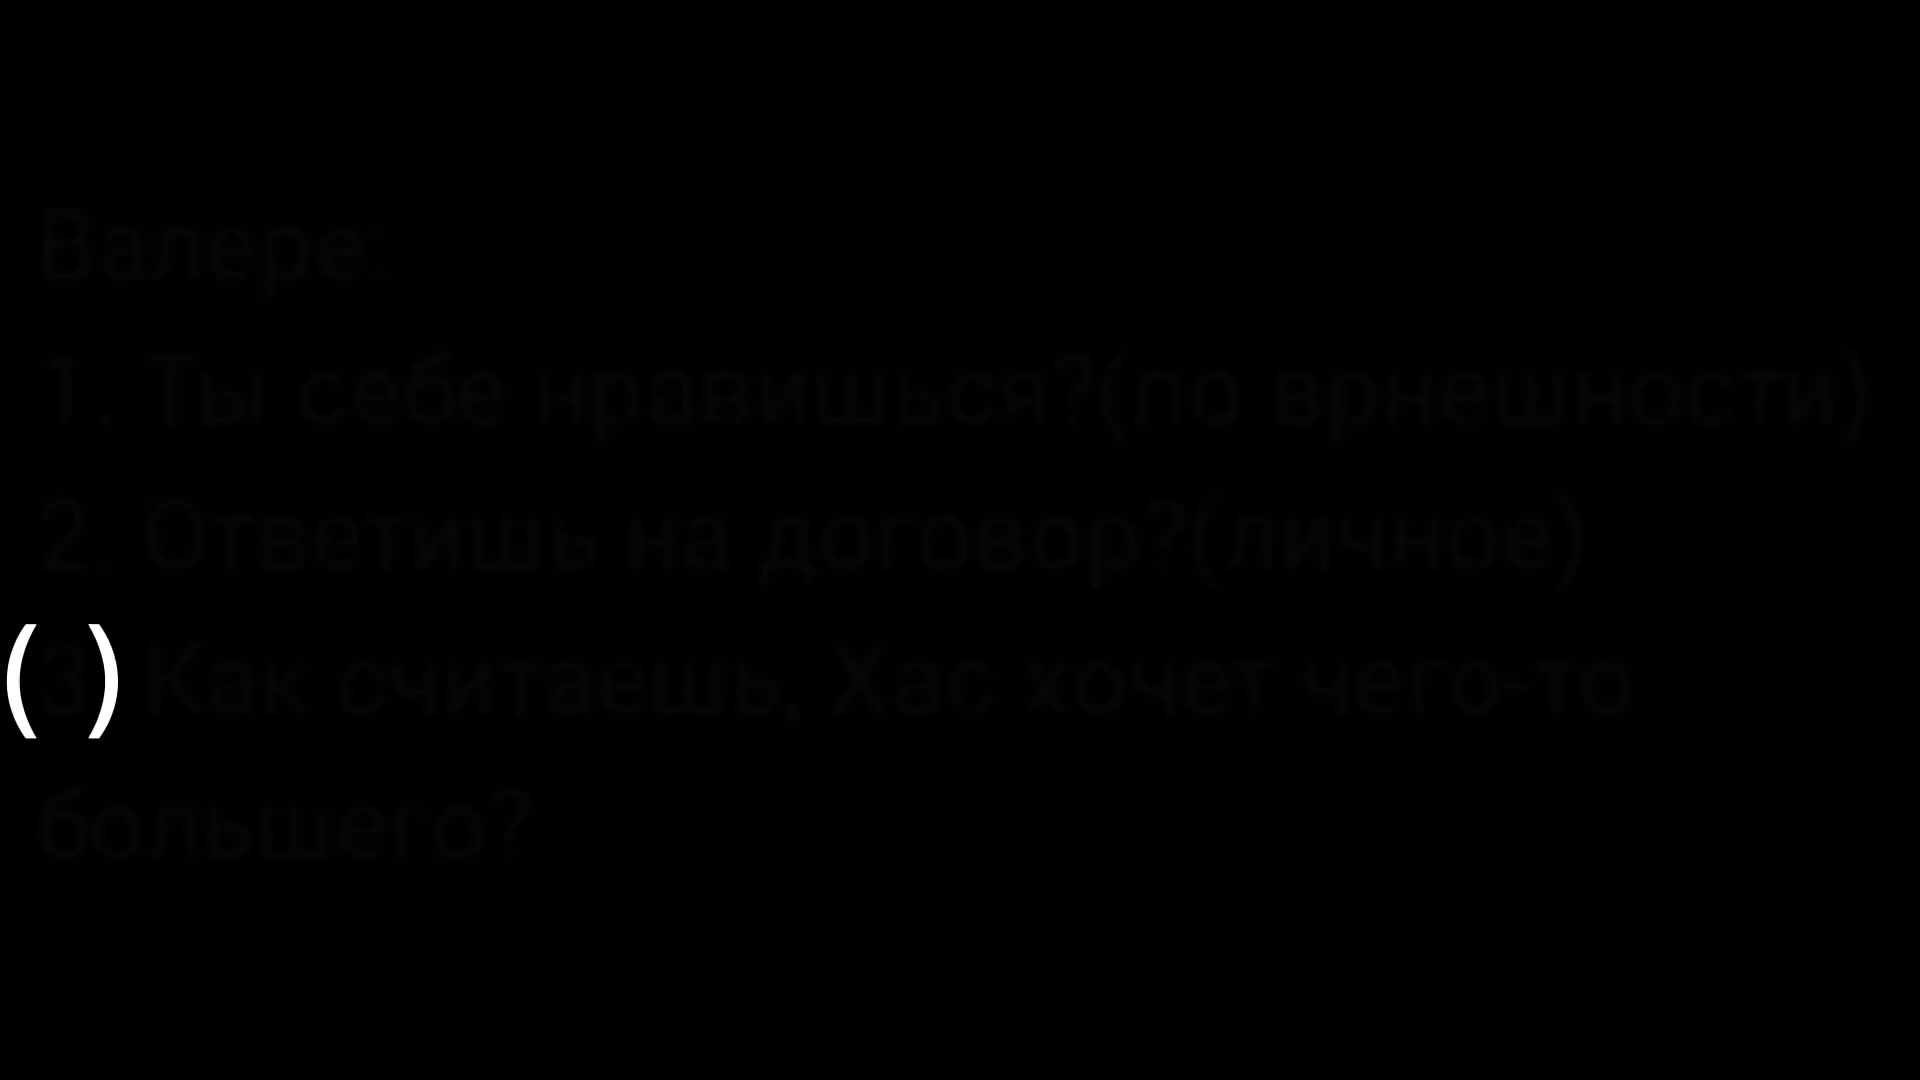 Валере:
1. Ты себе нравишься?(по врнешности)
2. Ответишь на договор?(личное)
(3) Как считаешь, Хас хочет чего-то
большего?